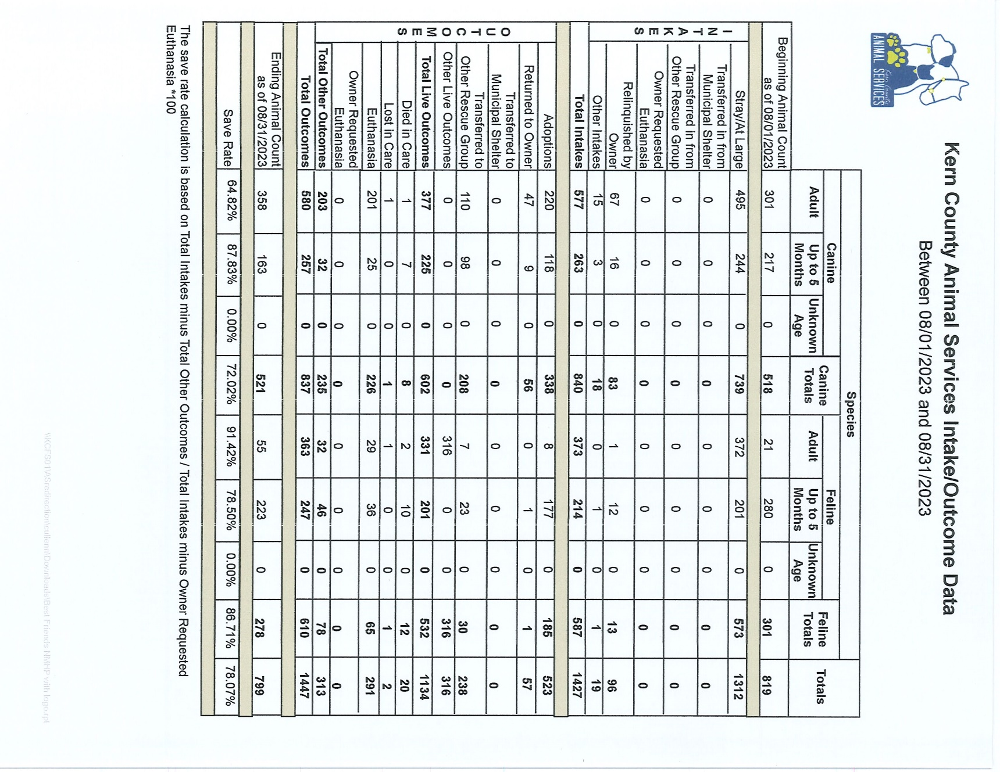 Kern County Animal Services Intake/Outcome Data
Between 08/01/2023 and 08/31/2023
Kern County
ANIMAL SERVICES
Species
Canine Canine Totals Feline Feline Totals Totals
Adult Up to 5 Months Unknown Age Adult Up to 5 Months Unknown Age
Beginning Animal Count as of 08/01/2023 301 217 0 518 21 280 0 301 819
INTAKES
Stray/At Large 495 244 0 739 372 201 0 573 1312
Transferred in from Municipal Shelter 0 0 0 0 0 0 0 0 0
Transferred in from Other Rescue Group 0 0 0 0 0 0 0 0 0
Owner Requested Euthanasia 0 0 0 0 0 0 0 0 0
Relinquished by Owner 67 16 0 83 1 12 0 13 96
Other Intakes 15 3 0 18 0 1 0 1 19
Total Intakes 577 263 0 840 373 214 0 587 1427
OUTCOMES
Adoptions 220 118 0 338 8 177 0 185 523
Returned to Owner 47 9 0 56 0 1 0 1 57
Transferred to Municipal Shelter 0 0 0 0 0 0 0 0 0
Transferred to Other Rescue Group 110 98 0 208 7 23 0 30 238
Other Live Outcomes 0 0 0 0 316 0 0 316 316
Total Live Outcomes 377 225 0 602 331 201 0 532 1134
Died in Care 1 7 0 8 2 10 0 12 20
Lost in Care 1 0 0 1 1 0 0 1 2
Euthanasia 201 25 0 226 29 36 0 65 291
Owner Requested Euthanasia 0 0 0 0 0 0 0 0 0
Total Other Outcomes 203 32 0 235 32 46 0 78 313
Total Outcomes 580 257 0 837 363 247 0 610 1447
Ending Animal Count as of 08/31/2023 358 163 0 521 55 223 0 278 799
Save Rate 64.82% 87.83% 0.00% 72.02% 91.42% 78.50% 0.00% 86.71% 78.07%
The save rate calculation is based on Total Intakes minus Total Other Outcomes / Total Intakes minus Owner Requested
Euthanasia *100
\Downloads\Best Friends NMHP with logo.rpt